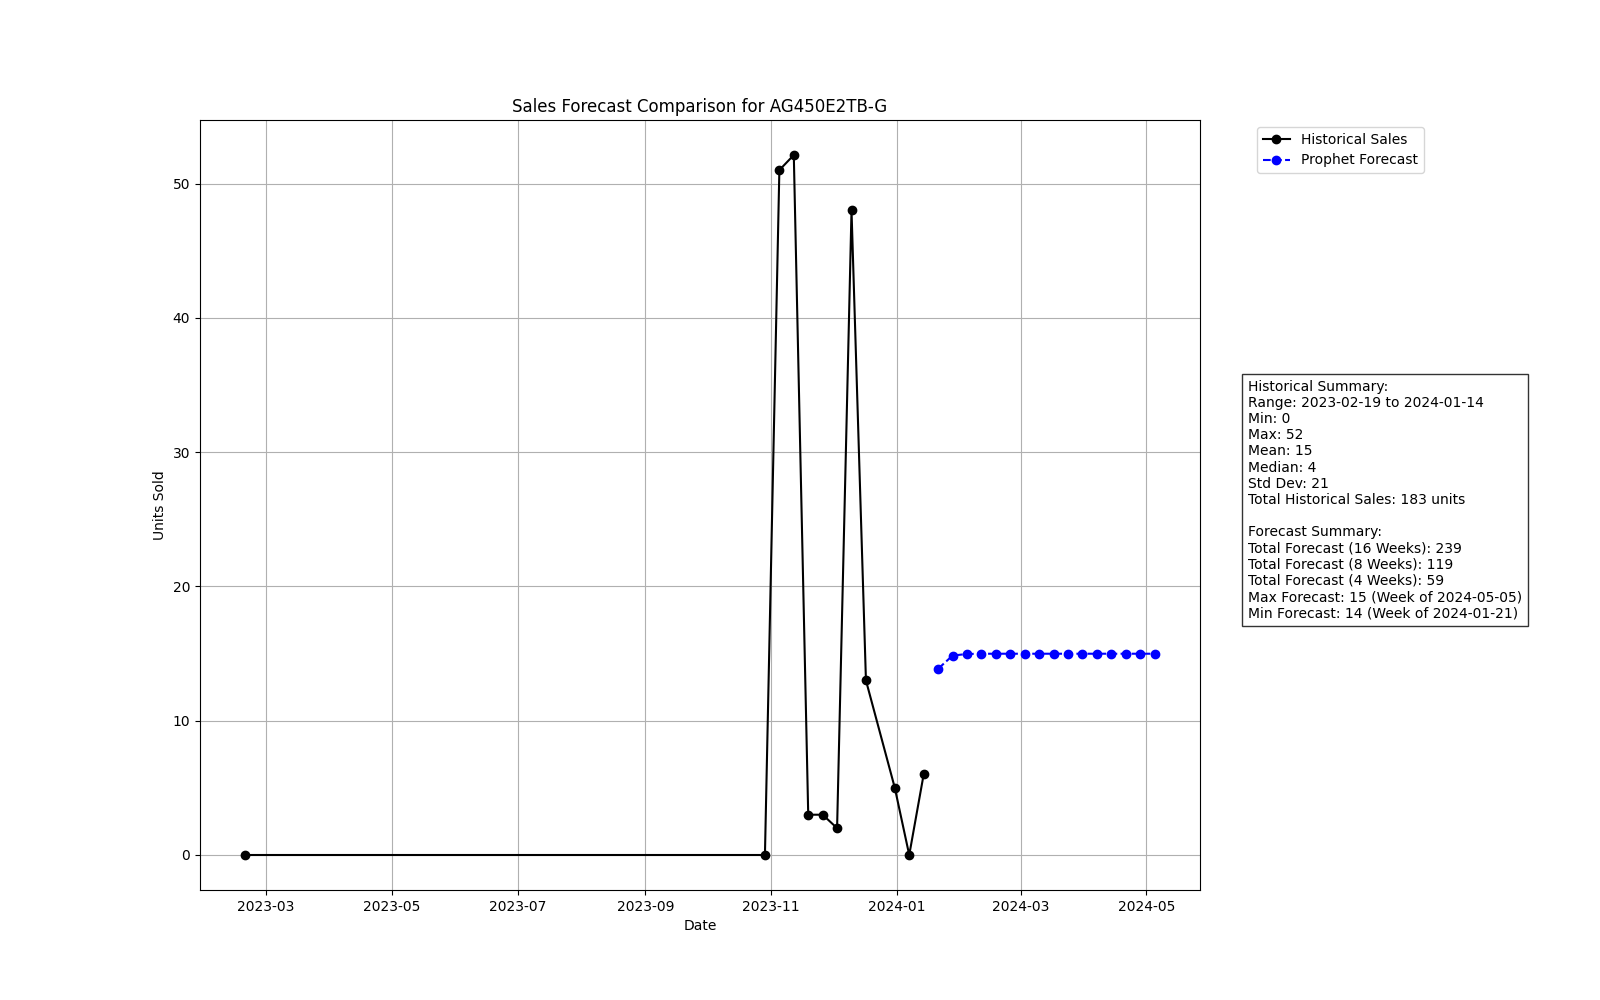 Sales Forecast Comparison for AG450E2TB-G
Historical Sales
Prophet Forecast
Units Sold
50
40
30
20
10
0
2023-03
2023-05
2023-07
2023-09
2023-11
2024-01
2024-03
2024-05
Date
Historical Summary:
Range: 2023-02-19 to 2024-01-14
Min: 0
Max: 52
Mean: 15
Median: 4
Std Dev: 21
Total Historical Sales: 183 units
Forecast Summary:
Total Forecast (16 Weeks): 239
Total Forecast (8 Weeks): 119
Total Forecast (4 Weeks): 59
Max Forecast: 15 (Week of 2024-05-05)
Min Forecast: 14 (Week of 2024-01-21)